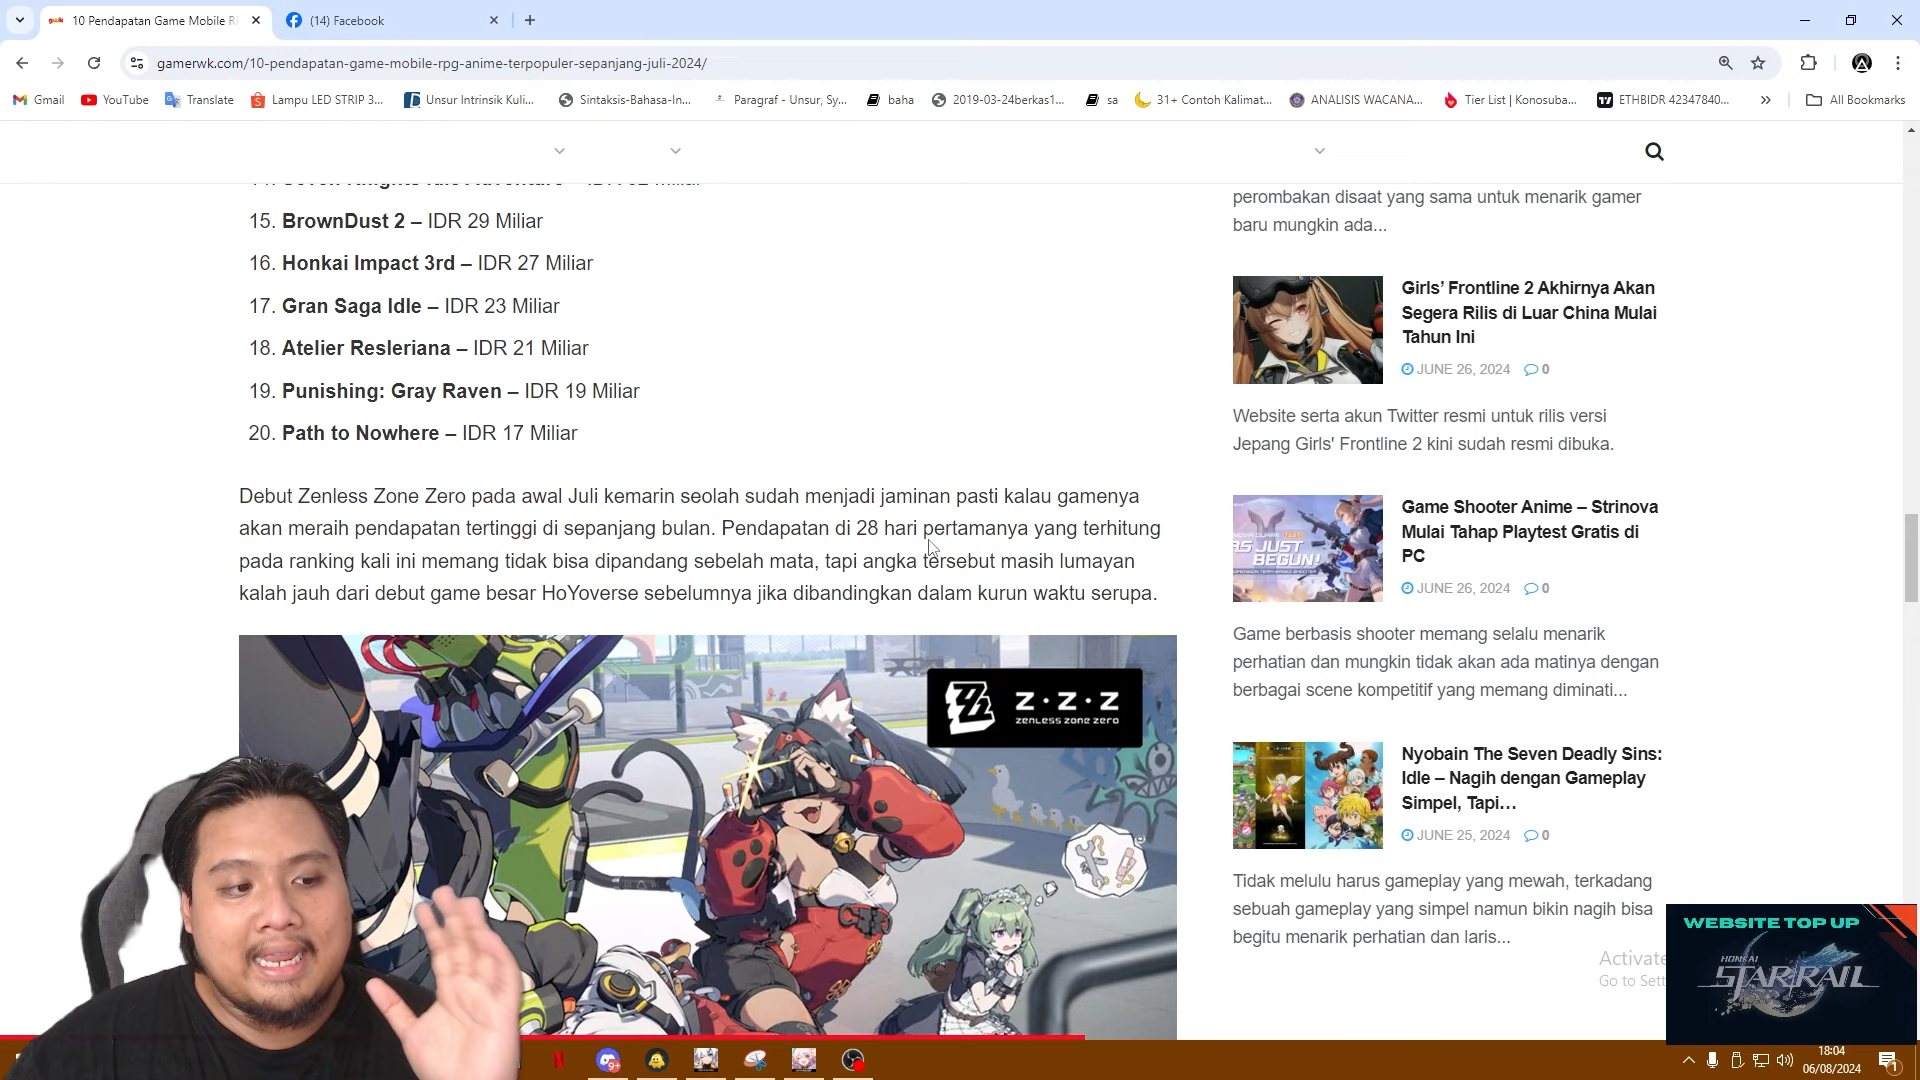 10 Pendapatan Game Mobile R
(14) Facebook
gamerwk.com/10-pendapatan-game-mobile-rpg-anime-terpopuler-sepanjang-juli-2024/
Gmail
YouTube
Translate
Lampu LED STRIP 3...
Unsur Intrinsik Kuli...
Sintaksis-Bahasa-In...
Paragraf - Unsur, Sy...
baha
2019-03-24berkas1...
sa
31+ Contoh Kalimat...
ANALISIS WACANA...
Tier List | Konosuba...
ETHBIDR 42347840...
All Bookmarks
15. BrownDust 2 – IDR 29 Miliar
16. Honkai Impact 3rd – IDR 27 Miliar
17. Gran Saga Idle – IDR 23 Miliar
18. Atelier Resleriana – IDR 21 Miliar
19. Punishing: Gray Raven – IDR 19 Miliar
20. Path to Nowhere – IDR 17 Miliar
Debut Zenless Zone Zero pada awal Juli kemarin seolah sudah menjadi jaminan pasti kalau gamenya
akan meraih pendapatan tertinggi di sepanjang bulan. Pendapatan di 28 hari pertamanya yang terhitung
pada ranking kali ini memang tidak bisa dipandang sebelah mata, tapi angka tersebut masih lumayan
kalah jauh dari debut game besar HoYoverse sebelumnya jika dibandingkan dalam kurun waktu serupa.
Z·Z·Z
ZENLESS ZONE ZERO
perombakan disaat yang sama untuk menarik gamer
baru mungkin ada...
Girls' Frontline 2 Akhirnya Akan
Segera Rilis di Luar China Mulai
Tahun Ini
JUNE 26, 2024 0
Website serta akun Twitter resmi untuk rilis versi
Jepang Girls' Frontline 2 kini sudah resmi dibuka.
AS JUST
BEGUN!
Game Shooter Anime – Strinova
Mulai Tahap Playtest Gratis di
PC
JUNE 26, 2024 0
Game berbasis shooter memang selalu menarik
perhatian dan mungkin tidak akan ada matinya dengan
berbagai scene kompetitif yang memang diminati...
Nyobain The Seven Deadly Sins:
Idle – Nagih dengan Gameplay
Simpel, Tapi...
JUNE 25, 2024 0
Tidak melulu harus gameplay yang mewah, terkadang
sebuah gameplay yang simpel namun bikin nagih bisa
begitu menarik perhatian dan laris...
Activate
Go to Sett
WEBSITE TOP UP
HONKAI
STAR RAIL
9+
18:04
06/08/2024
1